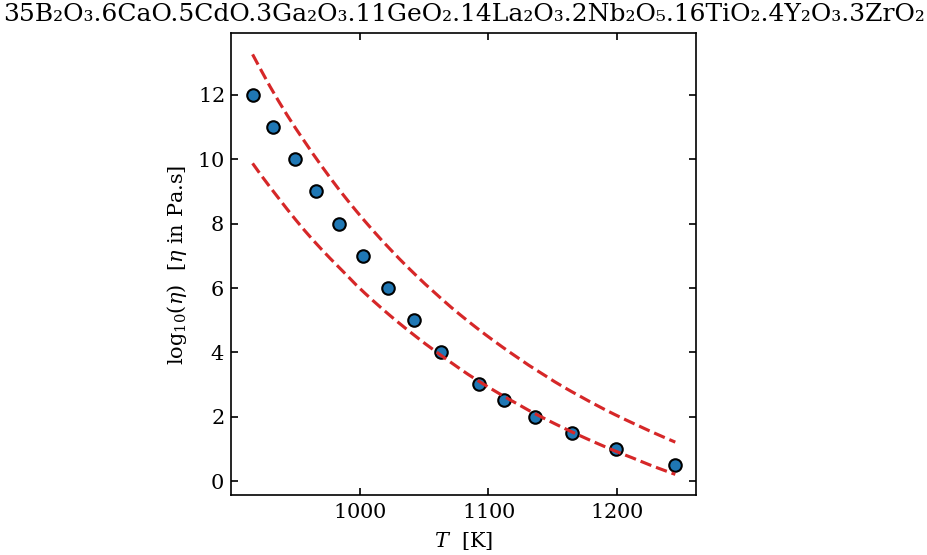 35B₂O₃.6CaO.5CdO.3Ga₂O₃.11GeO₂.14La₂O₃.2Nb₂O₅.16TiO₂.4Y₂O₃.3ZrO₂
log₁₀(η) [η in Pa.s]
12
10
8
6
4
2
0
1000 1100 1200
T [K]